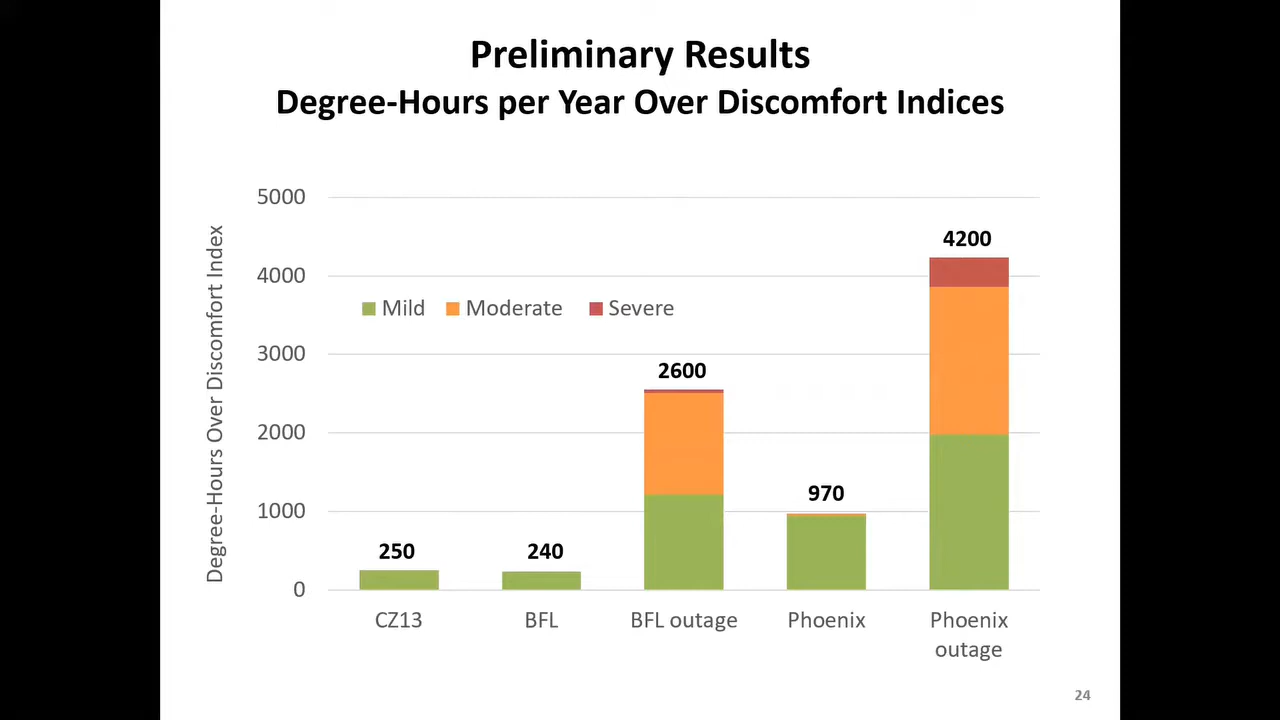 Preliminary Results
Degree-Hours per Year Over Discomfort Indices
Degree-Hours Over Discomfort Index
5000
4000
3000
2000
1000
0
Mild Moderate Severe
250
240
2600
970
4200
CZ13 BFL BFL outage Phoenix Phoenix
outage
24